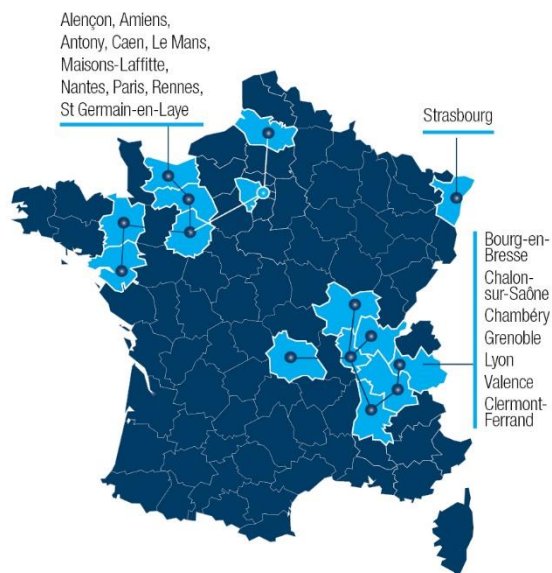 Alençon, Amiens,
Antony, Caen, Le Mans,
Maisons-Laffitte,
Nantes, Paris, Rennes,
St Germain-en-Laye
Strasbourg
Bourg-en-
Bresse
Chalon-
sur-Saône
Chambéry
Grenoble
Lyon
Valence
Clermont-
Ferrand